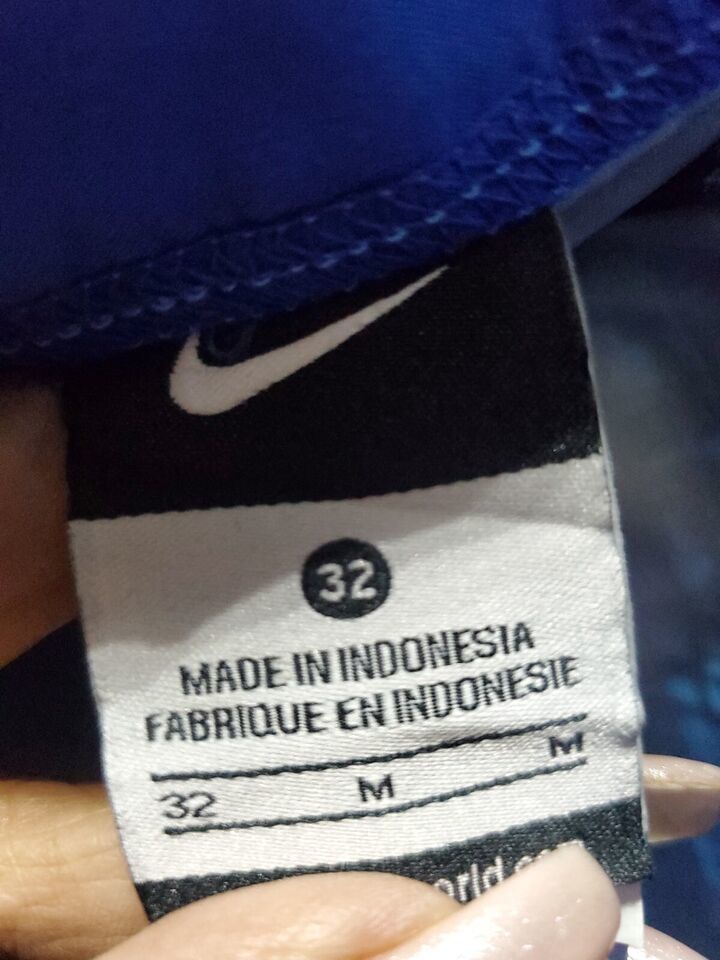 32
MADE IN INDONESIA
FABRIQUE EN INDONESIE
32 M M